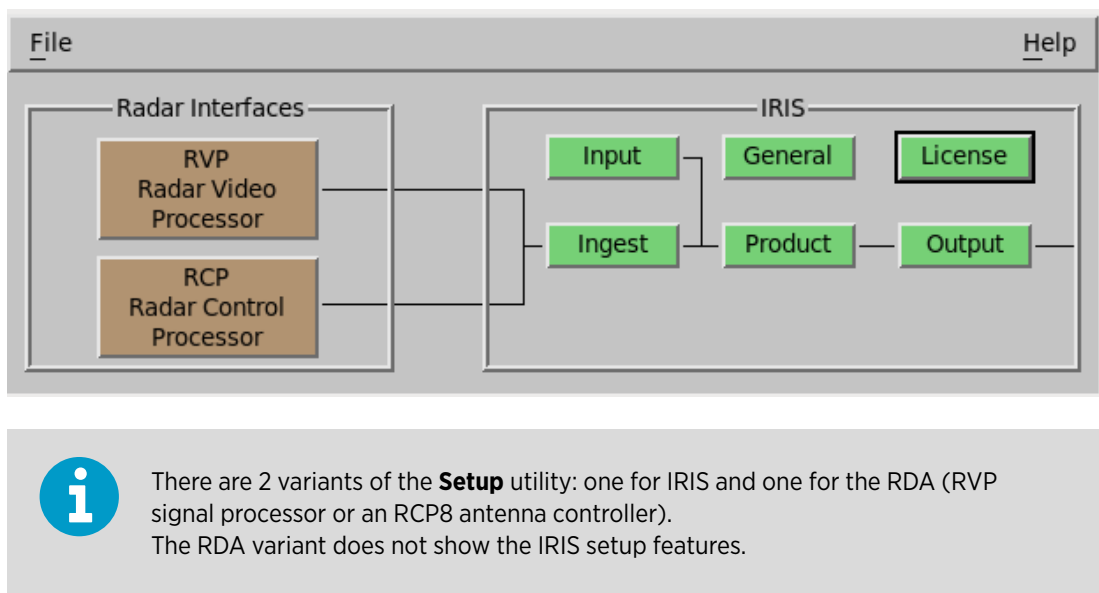 File
Help
Radar Interfaces
IRIS
RVP
Radar Video
Processor
RCP
Radar Control
Processor
Input
General
License
Ingest
Product
Output
There are 2 variants of the Setup utility: one for IRIS and one for the RDA (RVP
signal processor or an RCP8 antenna controller).
The RDA variant does not show the IRIS setup features.